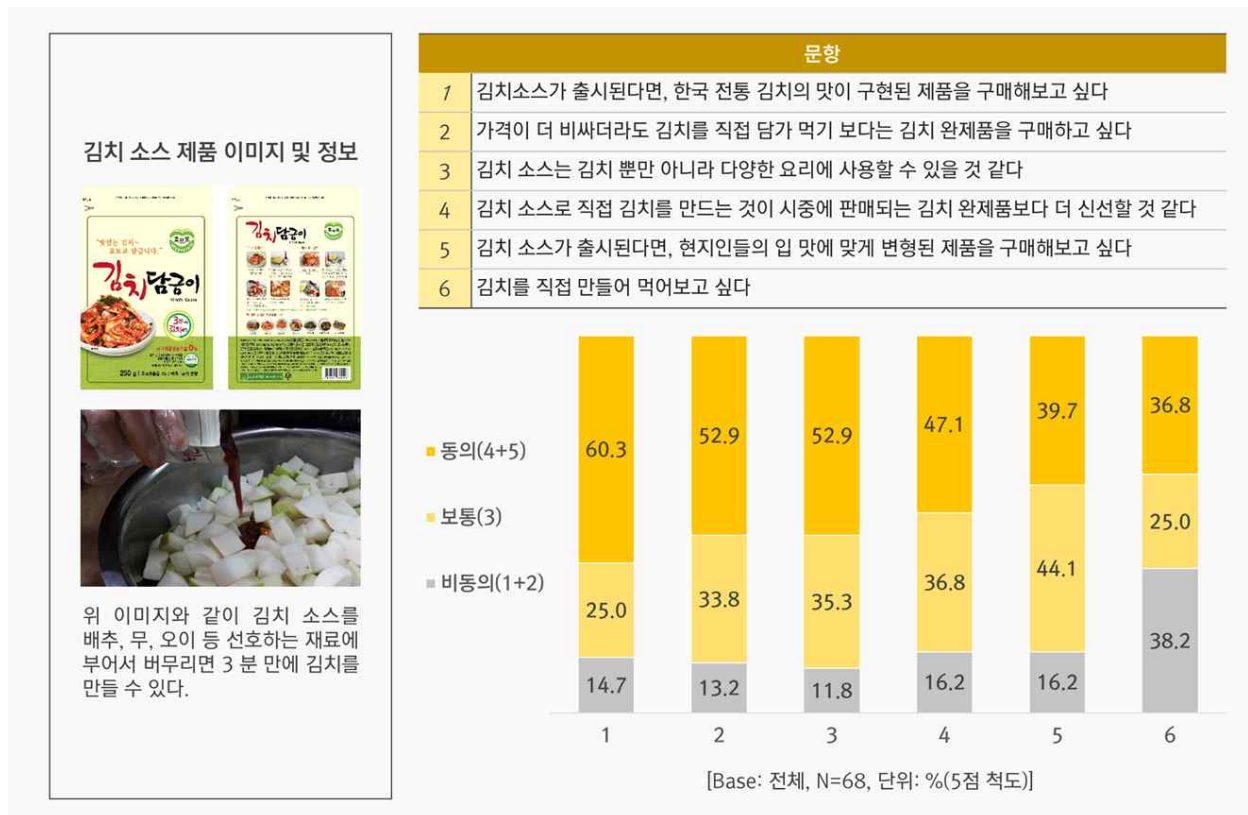 김치 소스 제품 이미지 및 정보
"맛있는 김치~
김치담금이
250 g
김치담금이
위 이미지와 같이 김치 소스를
배추, 무, 오이 등 선호하는 재료에
부어서 버무리면 3 분 만에 김치를
만들 수 있다.
문항
1 김치소스가 출시된다면, 한국 전통 김치의 맛이 구현된 제품을 구매해보고 싶다
2 가격이 더 비싸더라도 김치를 직접 담가 먹기 보다는 김치 완제품을 구매하고 싶다
3 김치 소스는 김치 뿐만 아니라 다양한 요리에 사용할 수 있을 것 같다
4 김치 소스로 직접 김치를 만드는 것이 시중에 판매되는 김치 완제품보다 더 신선할 것 같다
5 김치 소스가 출시된다면, 현지인들의 입 맛에 맞게 변형된 제품을 구매해보고 싶다
6 김치를 직접 만들어 먹어보고 싶다
동의(4+5)
보통(3)
비동의(1+2)
60.3 52.9 52.9 47.1 39.7 36.8
25.0 33.8 35.3 36.8 44.1 25.0
14.7 13.2 11.8 16.2 16.2 38.2
1 2 3 4 5 6
[Base: 전체, N=68, 단위: %(5점 척도)]